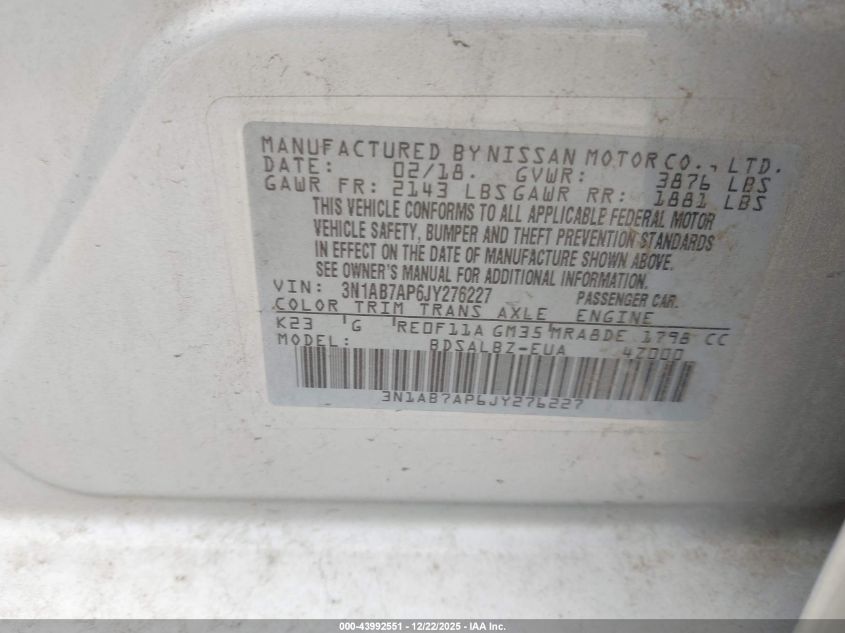 MANUFACTURED BY NISSAN MOTOR CO., LTD.
DATE: 02/18. GVWR: 3876 LBS
GAWR FR: 2143 LBS GAWR RR: 1881 LBS
THIS VEHICLE CONFORMS TO ALL APPLICABLE FEDERAL MOTOR
VEHICLE SAFETY, BUMPER AND THEFT PREVENTION STANDARDS
IN EFFECT ON THE DATE OF MANUFACTURE SHOWN ABOVE.
SEE OWNER'S MANUAL FOR ADDITIONAL INFORMATION.
VIN: 3N1AB7AP6JY276227 PASSENGER CAR.
COLOR TRIM TRANS AXLE ENGINE
K23 G RE0F11A GM35 MRA8DE 1798 CC
MODEL: BDSALBZ-EUA 4Z000
3N1AB7AP6JY276227
000-43992551 - 12/22/2025 - IAA Inc.